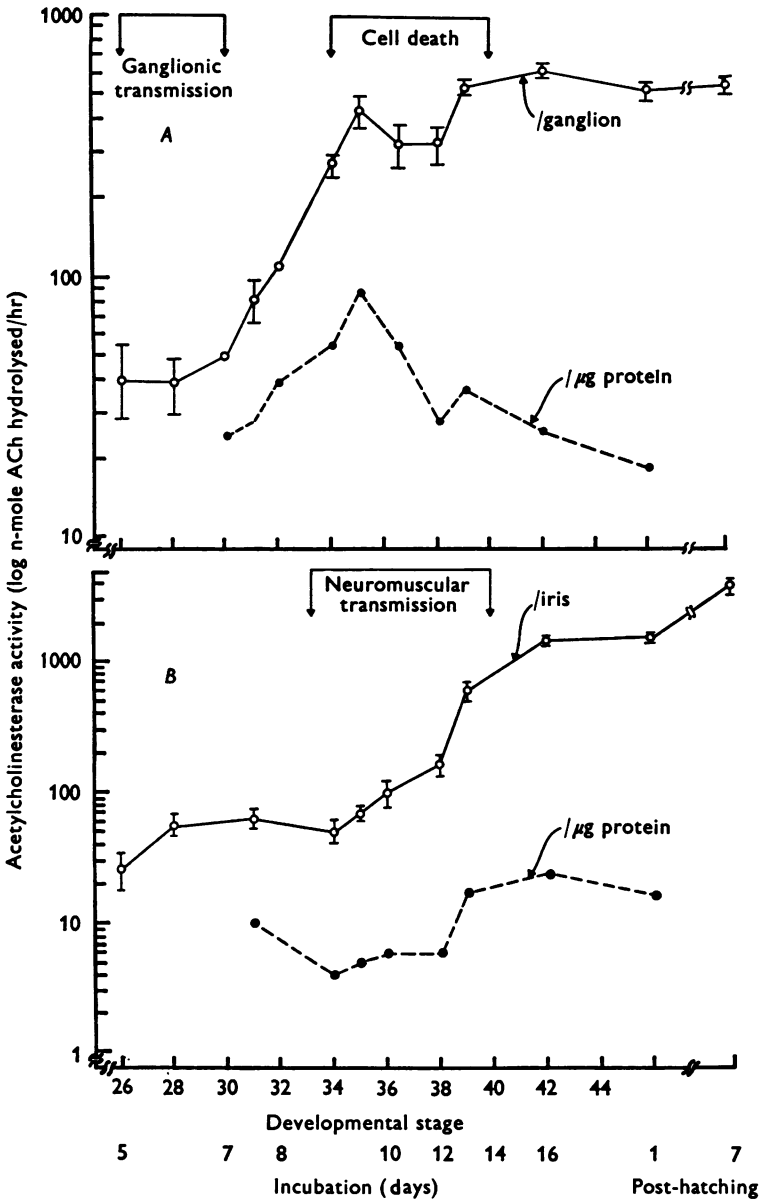 Acetylcholinesterase activity (log n-mole ACh hydrolysed/hr)
1000
Ganglionic
transmission
Cell death
A
/ganglion
100
/μg protein
10
Neuromuscular
transmission
/iris
B
1000
100
/μg protein
10
1
26 28 30 32 34 36 38 40 42 44
Developmental stage
5 7 8 10 12 14 16 1 7
Incubation (days) Post-hatching